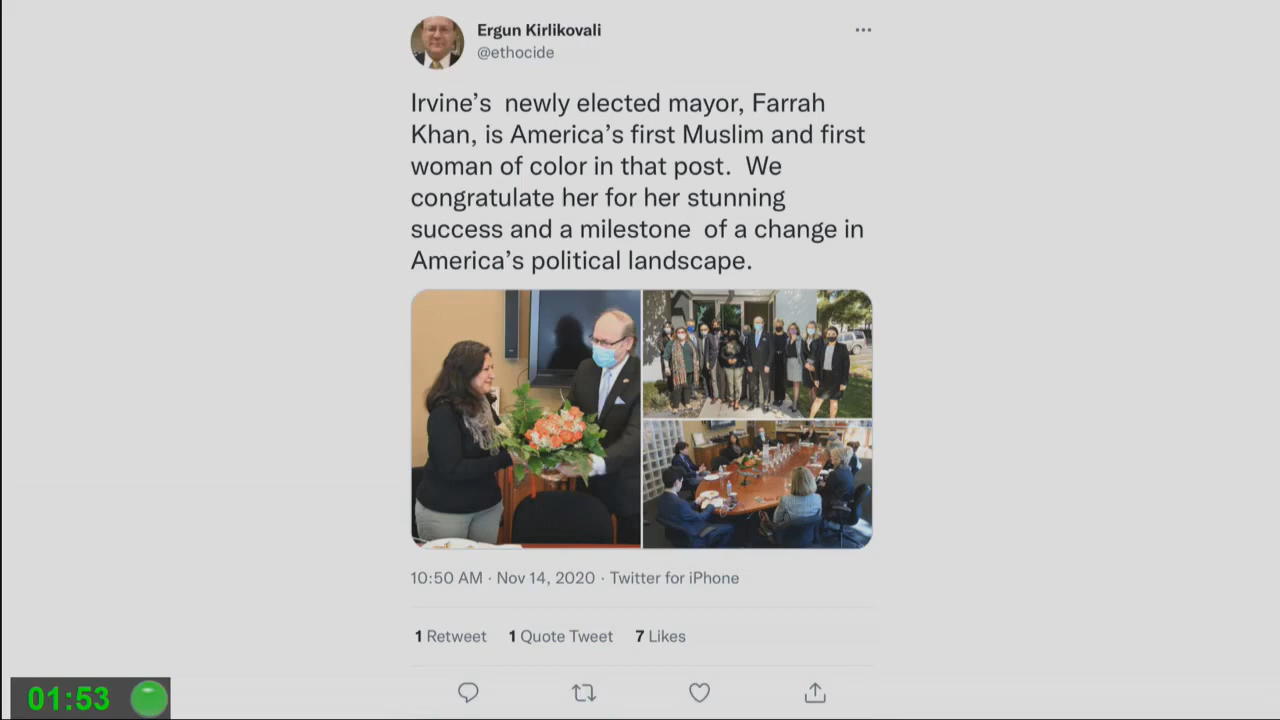 Ergun Kirlikovali
@ethocide
Irvine’s  newly elected mayor, Farrah
Khan, is America’s first Muslim and first
woman of color in that post.  We
congratulate her for her stunning
success and a milestone  of a change in
America’s political landscape.
10:50 AM · Nov 14, 2020 · Twitter for iPhone
1 Retweet 1 Quote Tweet 7 Likes
01:53